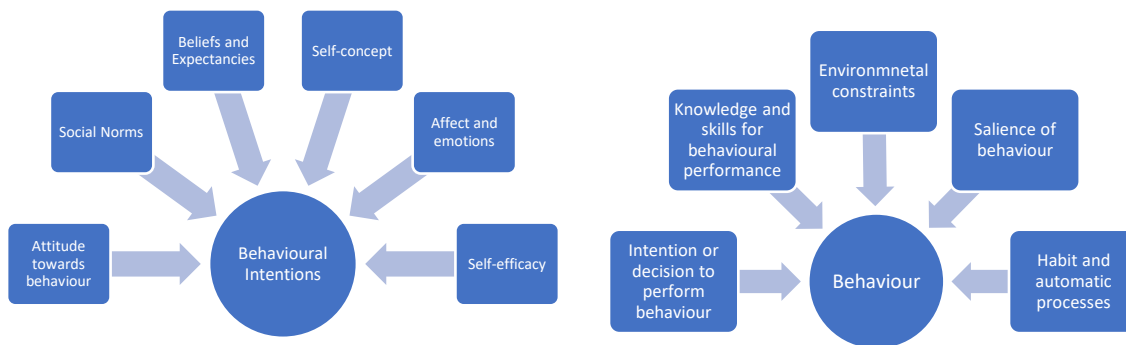 Beliefs and
Expectancies
Self-concept
Social Norms
Affect and
emotions
Attitude
towards
behaviour
Behavioural
Intentions
Self-efficacy
Environmnetal
constraints
Knowledge and
skills for
behavioural
performance
Salience of
behaviour
Intention or
decision to
perform
behaviour
Behaviour
Habit and
automatic
processes